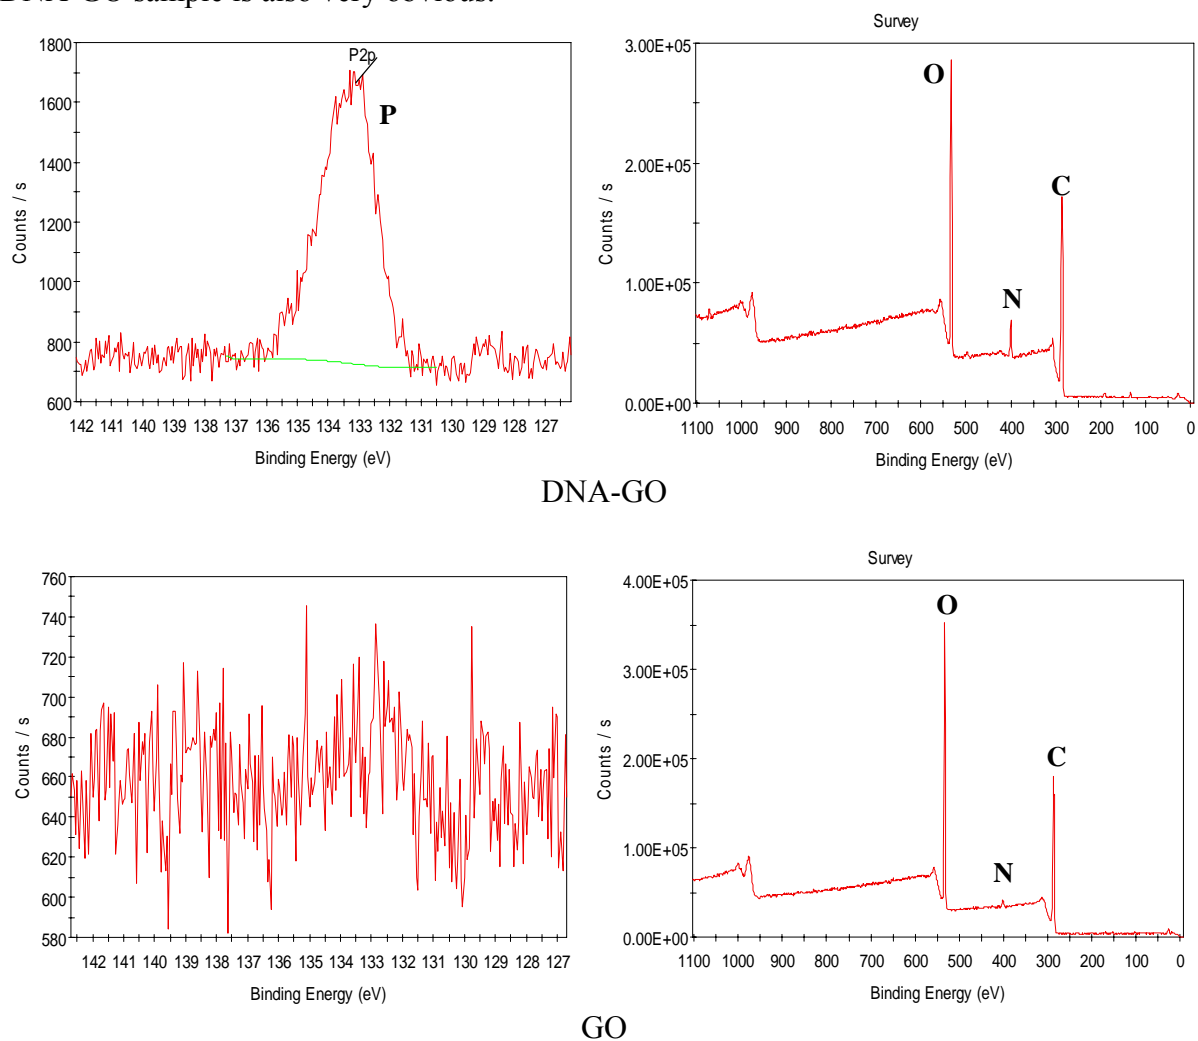 DNA-GO sample is also very obvious.
Survey
1800
1600
1400
1200
1000
800
600
P2p
P
Counts / s
142 141 140 139 138 137 136 135 134 133 132 131 130 129 128 127
Binding Energy (eV)
3.00E+05
2.00E+05
1.00E+05
0.00E+00
O
N
C
Counts / s
1100 1000 900 800 700 600 500 400 300 200 100 0
Binding Energy (eV)
DNA-GO
760
740
720
700
680
660
640
620
600
580
Counts / s
142 141 140 139 138 137 136 135 134 133 132 131 130 129 128 127
Binding Energy (eV)
Survey
4.00E+05
3.00E+05
2.00E+05
1.00E+05
0.00E+00
O
N
C
Counts / s
1100 1000 900 800 700 600 500 400 300 200 100 0
Binding Energy (eV)
GO